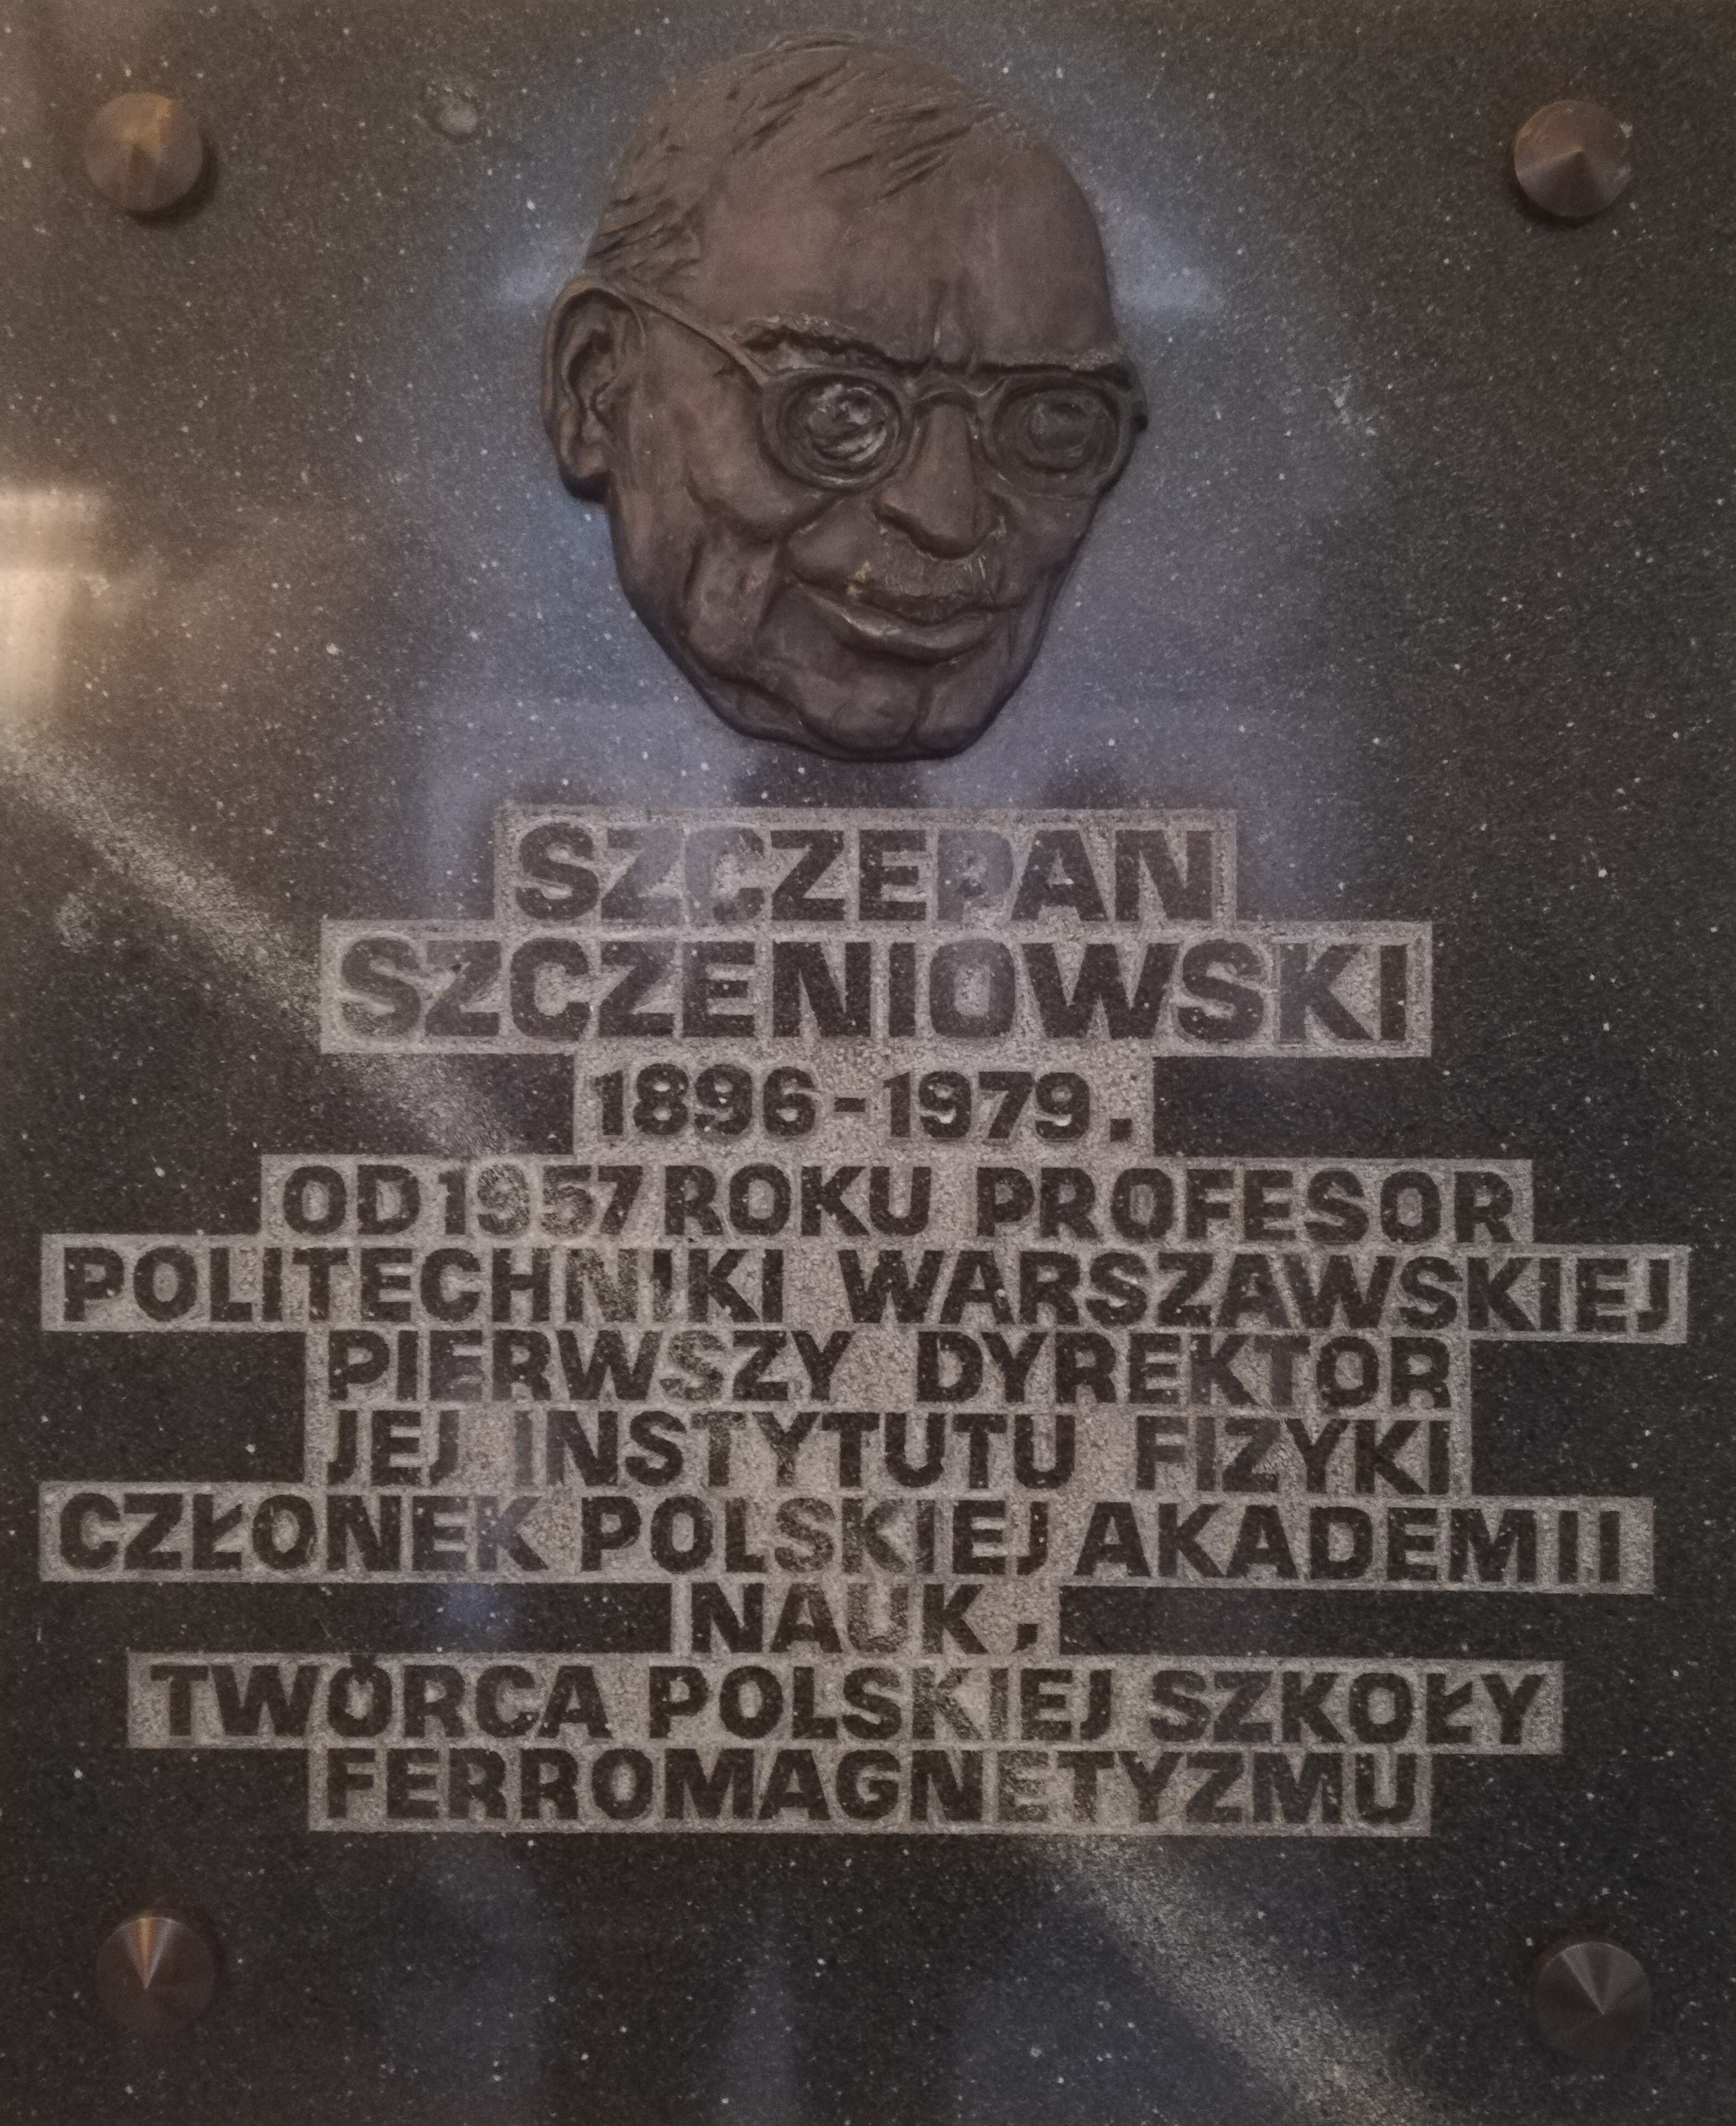 SZCZEPAN
SZCZENIOWSKI
1896-1979.
OD 1957 ROKU PROFESOR
POLITECHNIKI WARSZAWSKIEJ
PIERWSZY DYREKTOR
JEJ INSTYTUTU FIZYKI
CZŁONEK POLSKIEJ AKADEMII
NAUK,
TWÓRCA POLSKIEJ SZKOŁY
FERROMAGNETYZMU